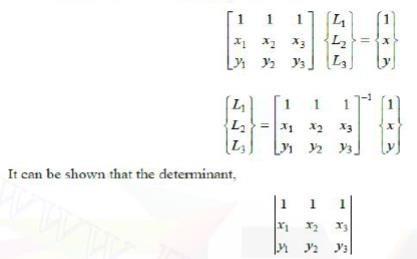 [1 1 1; x₁ x₂ x₃; y₁ y₂ y₃] {L₁; L₂; L₃} = {1; x; y}
{L₁; L₂; L₃} = [1 1 1; x₁ x₂ x₃; y₁ y₂ y₃]⁻¹ {1; x; y}
It can be shown that the determinant,
|1 1 1; x₁ x₂ x₃; y₁ y₂ y₃|